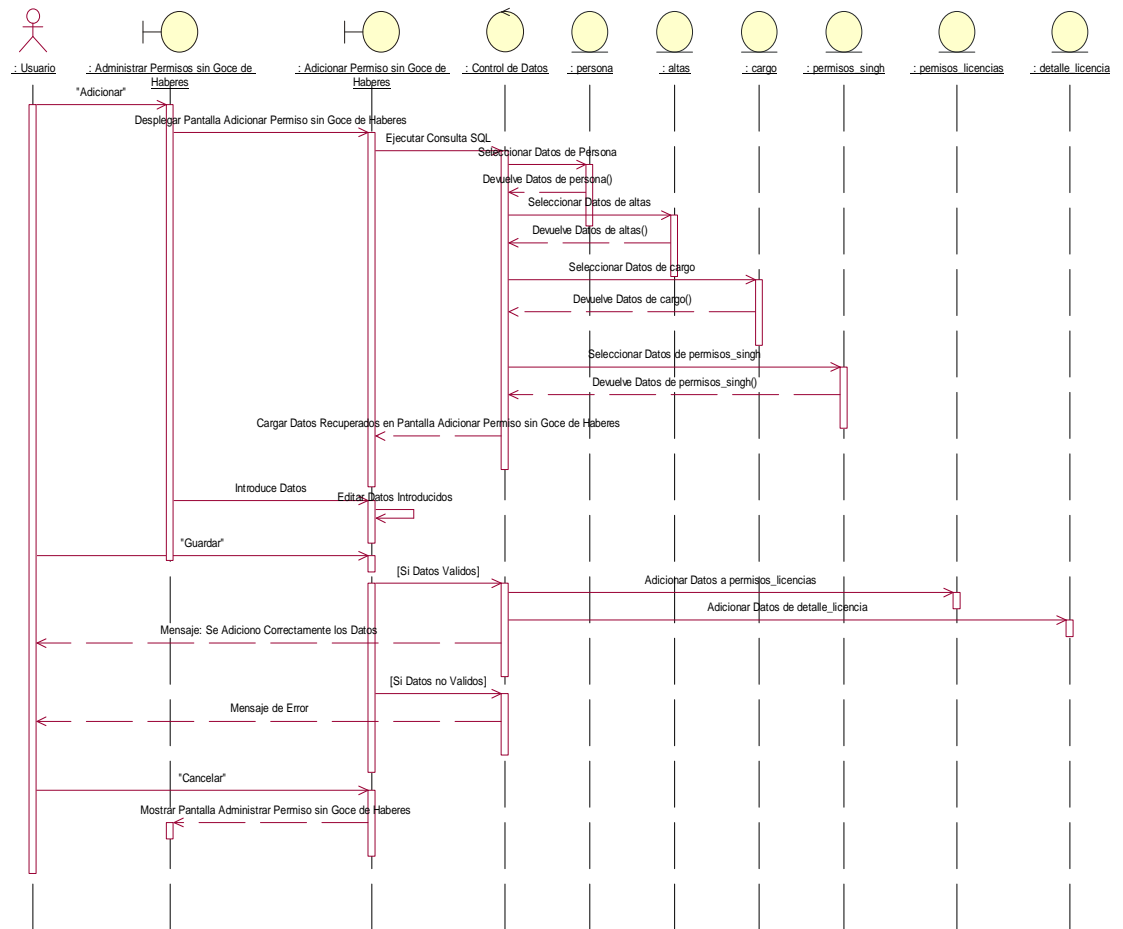 : Usuario
: Administrar Permisos sin Goce de
Haberes
: Adicionar Permiso sin Goce de
Haberes
: Control de Datos
: persona
: altas
: cargo
: permisos_singh
: pemisos_licencias
: detalle_licencia
"Adicionar"
Desplegar Pantalla Adicionar Permiso sin Goce de Haberes
Ejecutar Consulta SQL
Seleccionar Datos de Persona
Devuelve Datos de persona()
Seleccionar Datos de altas
Devuelve Datos de altas()
Seleccionar Datos de cargo
Devuelve Datos de cargo()
Seleccionar Datos de permisos_singh
Devuelve Datos de permisos_singh()
Cargar Datos Recuperados en Pantalla Adicionar Permiso sin Goce de Haberes
Introduce Datos
Editar Datos Introducidos
"Guardar"
[Si Datos Validos]
Adicionar Datos a permisos_licencias
Adicionar Datos de detalle_licencia
Mensaje: Se Adiciono Correctamente los Datos
[Si Datos no Validos]
Mensaje de Error
"Cancelar"
Mostrar Pantalla Administrar Permiso sin Goce de Haberes